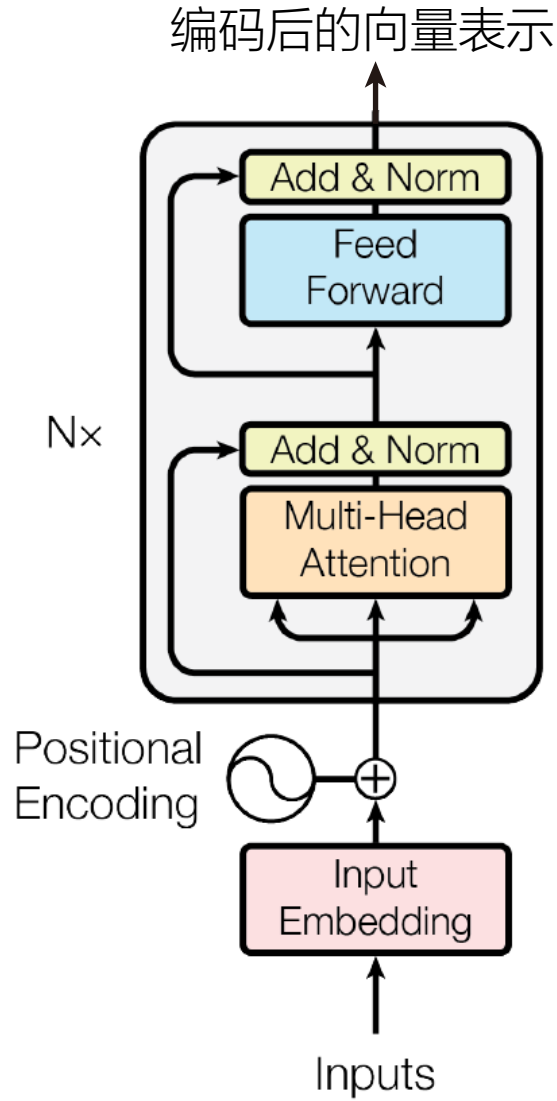 编码后的向量表示
Add & Norm
Feed
Forward
N×
Add & Norm
Multi-Head
Attention
Positional
Encoding
Input
Embedding
Inputs